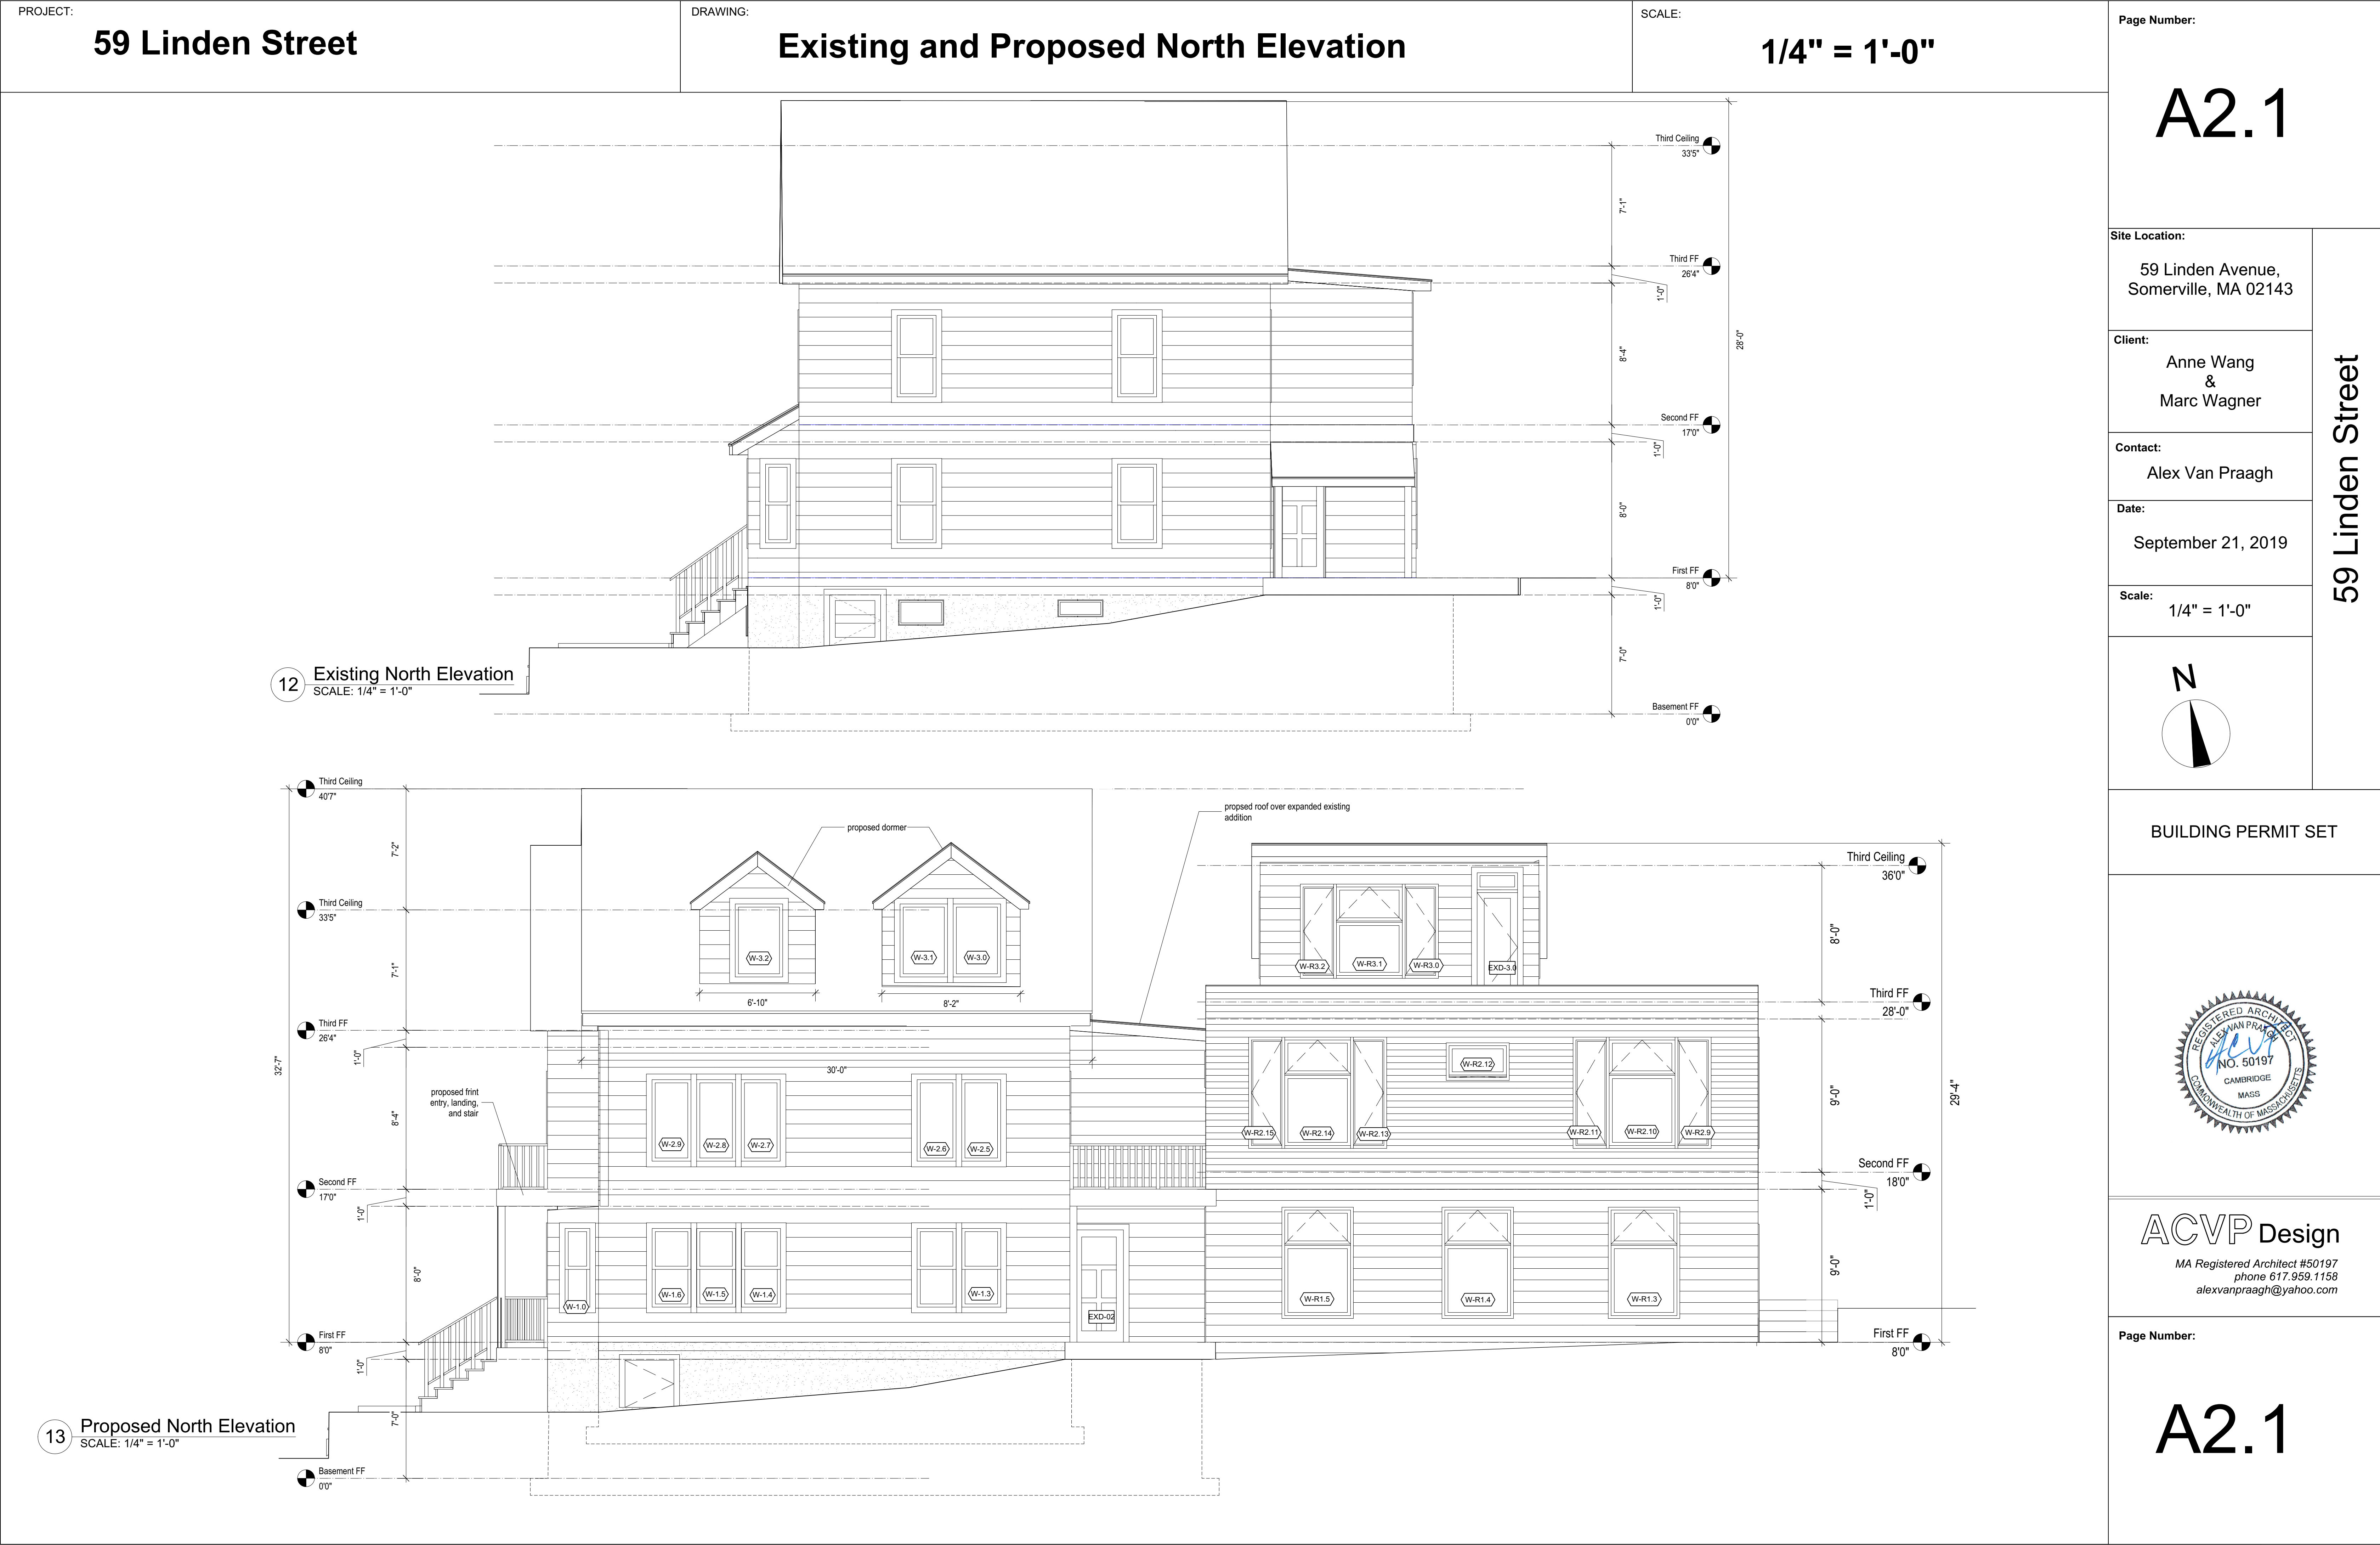 PROJECT:
59 Linden Street
DRAWING:
Existing and Proposed North Elevation
SCALE:
1/4" = 1'-0"
Page Number:
A2.1
Third Ceiling
33'5"
7'-1"
Third FF
26'4"
1'-0"
8'-4"
28'-0"
Second FF
17'0"
1'-0"
8'-0"
First FF
8'0"
1'-0"
7'-0"
Basement FF
0'0"
12
Existing North Elevation
SCALE: 1/4" = 1'-0"
Third Ceiling
40'7"
7'-2"
Third Ceiling
33'5"
7'-1"
Third FF
26'4"
1'-0"
32'-7"
8'-4"
Second FF
17'0"
1'-0"
8'-0"
First FF
8'0"
1'-0"
7'-0"
Basement FF
0'0"
proposed frint
entry, landing,
and stair
proposed dormer
propsed roof over expanded existing
addition
W-3.2
W-3.1
W-3.0
6'-10"
8'-2"
30'-0"
W-2.9
W-2.8
W-2.7
W-2.6
W-2.5
W-1.0
W-1.6
W-1.5
W-1.4
W-1.3
EXD-02
W-R3.2
W-R3.1
W-R3.0
EXD-3.0
W-R2.15
W-R2.14
W-R2.13
W-R2.12
W-R2.11
W-R2.10
W-R2.9
W-R1.5
W-R1.4
W-R1.3
Third Ceiling
36'0"
8'-0"
Third FF
28'-0"
9'-0"
29'-4"
Second FF
18'0"
1'-0"
9'-0"
First FF
8'0"
13
Proposed North Elevation
SCALE: 1/4" = 1'-0"
Site Location:
59 Linden Avenue,
Somerville, MA 02143
Client:
Anne Wang
&
Marc Wagner
Contact:
Alex Van Praagh
Date:
September 21, 2019
Scale:
1/4" = 1'-0"
59 Linden Street
N
BUILDING PERMIT SET
REGISTERED ARCHITECT
ALEX VAN PRAAGH
NO. 50197
CAMBRIDGE
MASS
COMMONWEALTH OF MASSACHUSETTS
ACVP Design
MA Registered Architect #50197
phone 617.959.1158
alexvanpraagh@yahoo.com
Page Number:
A2.1